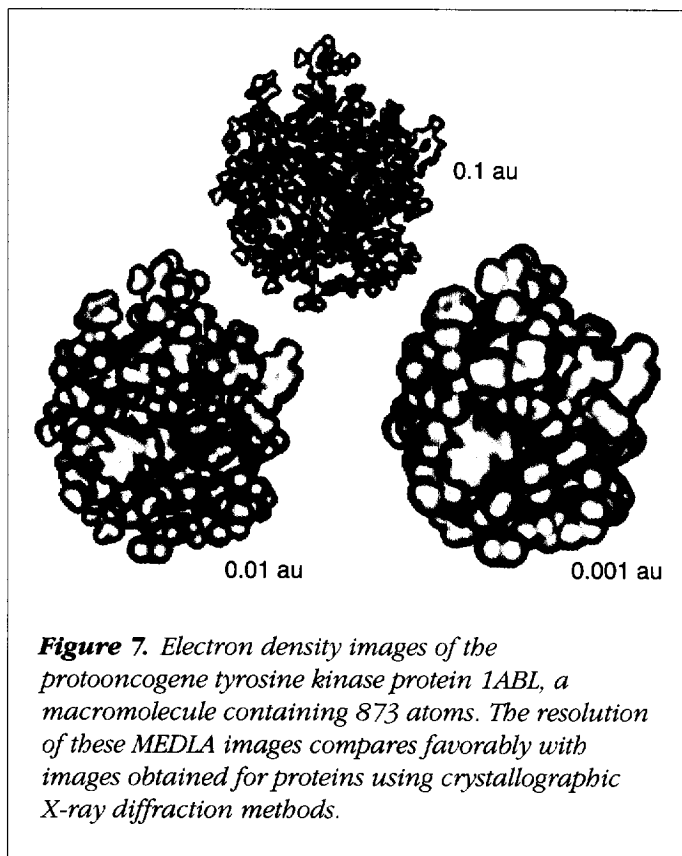 0.1 au
0.01 au
0.001 au
Figure 7. Electron density images of the
protooncogene tyrosine kinase protein 1ABL, a
macromolecule containing 873 atoms. The resolution
of these MEDLA images compares favorably with
images obtained for proteins using crystallographic
X-ray diffraction methods.